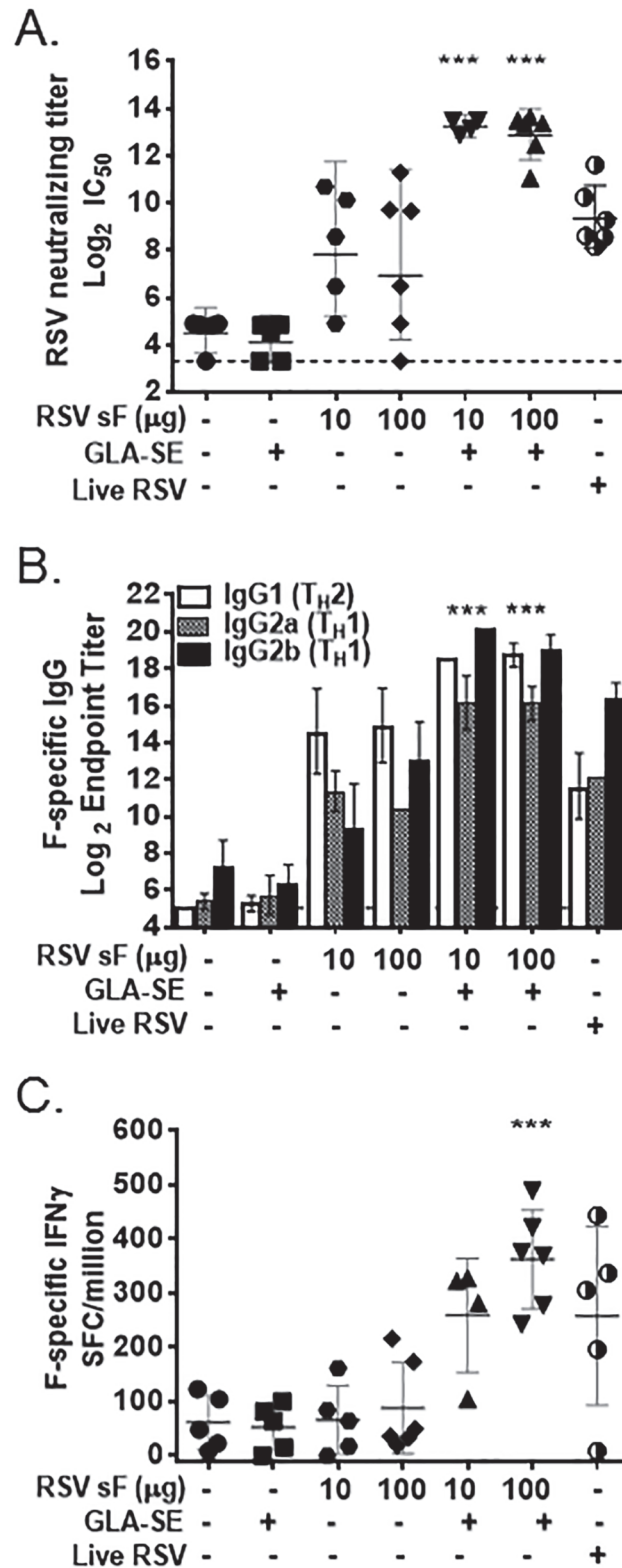 A.
*** ***
RSV neutralizing titer
Log2 IC50
16
14
12
10
8
6
4
2
RSV sF (µg) - - 10 100 10 100 -
GLA-SE - + - - + + -
Live RSV - - - - - - +
B.
IgG1 (TH2)
IgG2a (TH1)
IgG2b (TH1)
*** ***
F-specific IgG
Log 2 Endpoint Titer
22
20
18
16
14
12
10
8
6
4
RSV sF (µg) - - 10 100 10 100 -
GLA-SE - + - - + + -
Live RSV - - - - - - +
C.
***
F-specific IFNγ
SFC/million
600
500
400
300
200
100
0
RSV sF (µg) - - 10 100 10 100 -
GLA-SE - + - - + + -
Live RSV - - - - - - +